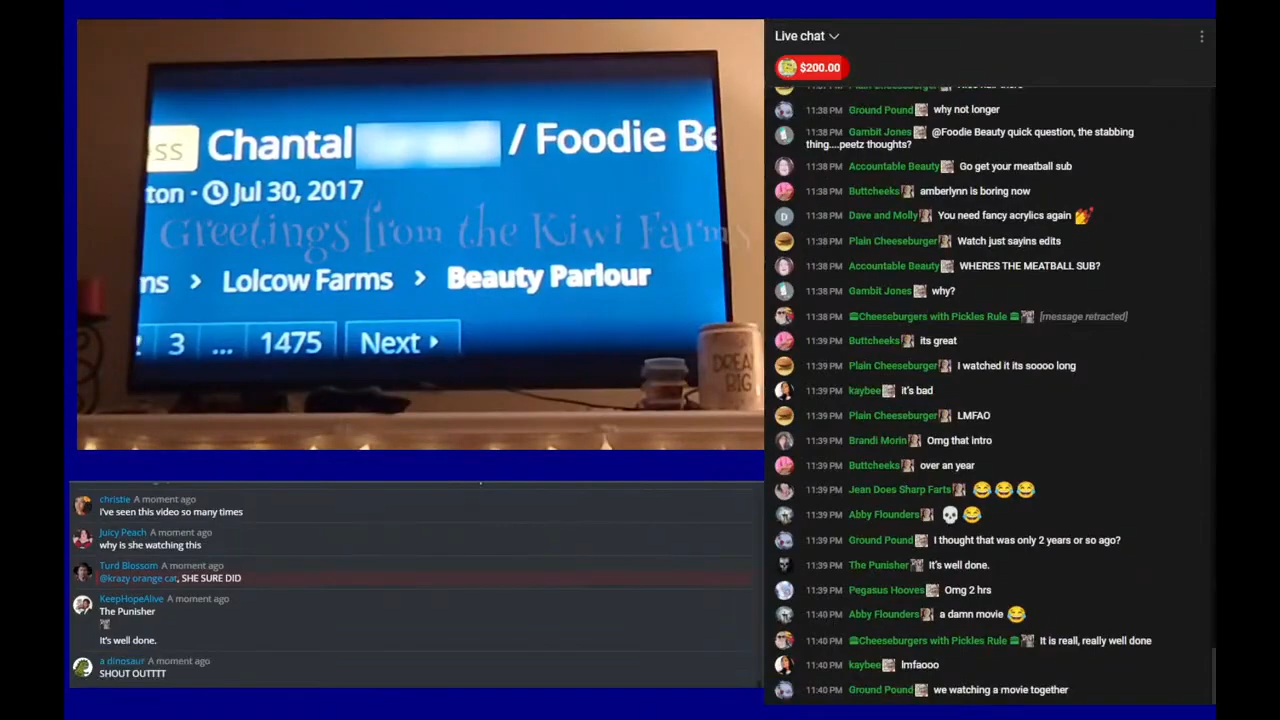 ss Chantal / Foodie Be
ton - Jul 30, 2017
Greetings from the Kiwi Farms
ns > Lolcow Farms > Beauty Parlour
3 ... 1475 Next
DREA
BIG
christie A moment ago
i've seen this video so many times
Juicy Peach A moment ago
why is she watching this
Turd Blossom A moment ago
@krazy orange cat, SHE SURE DID
KeepHopeAlive A moment ago
The Punisher
It's well done.
a dinosaur A moment ago
SHOUT OUTTTT
Live chat
$200.00
11:38 PM Ground Pound why not longer
11:38 PM Gambit Jones @Foodie Beauty quick question, the stabbing
thing....peetz thoughts?
11:38 PM Accountable Beauty Go get your meatball sub
11:38 PM Buttcheeks amberlynn is boring now
D 11:38 PM Dave and Molly You need fancy acrylics again 💅
11:38 PM Plain Cheeseburger Watch just sayins edits
11:38 PM Accountable Beauty WHERES THE MEATBALL SUB?
11:38 PM Gambit Jones why?
11:38 PM 🍔Cheeseburgers with Pickles Rule 🍔 [message retracted]
11:39 PM Buttcheeks its great
11:39 PM Plain Cheeseburger I watched it its soooo long
11:39 PM kaybee it's bad
11:39 PM Plain Cheeseburger LMFAO
11:39 PM Brandi Morin Omg that intro
11:39 PM Buttcheeks over an year
11:39 PM Jean Does Sharp Farts 😂😂😂
11:39 PM Abby Flounders 💀😂
11:39 PM Ground Pound I thought that was only 2 years or so ago?
11:39 PM The Punisher It's well done.
11:39 PM Pegasus Hooves Omg 2 hrs
11:40 PM Abby Flounders a damn movie 😂
11:40 PM 🍔Cheeseburgers with Pickles Rule 🍔 It is reall, really well done
11:40 PM kaybee lmfaooo
11:40 PM Ground Pound we watching a movie together